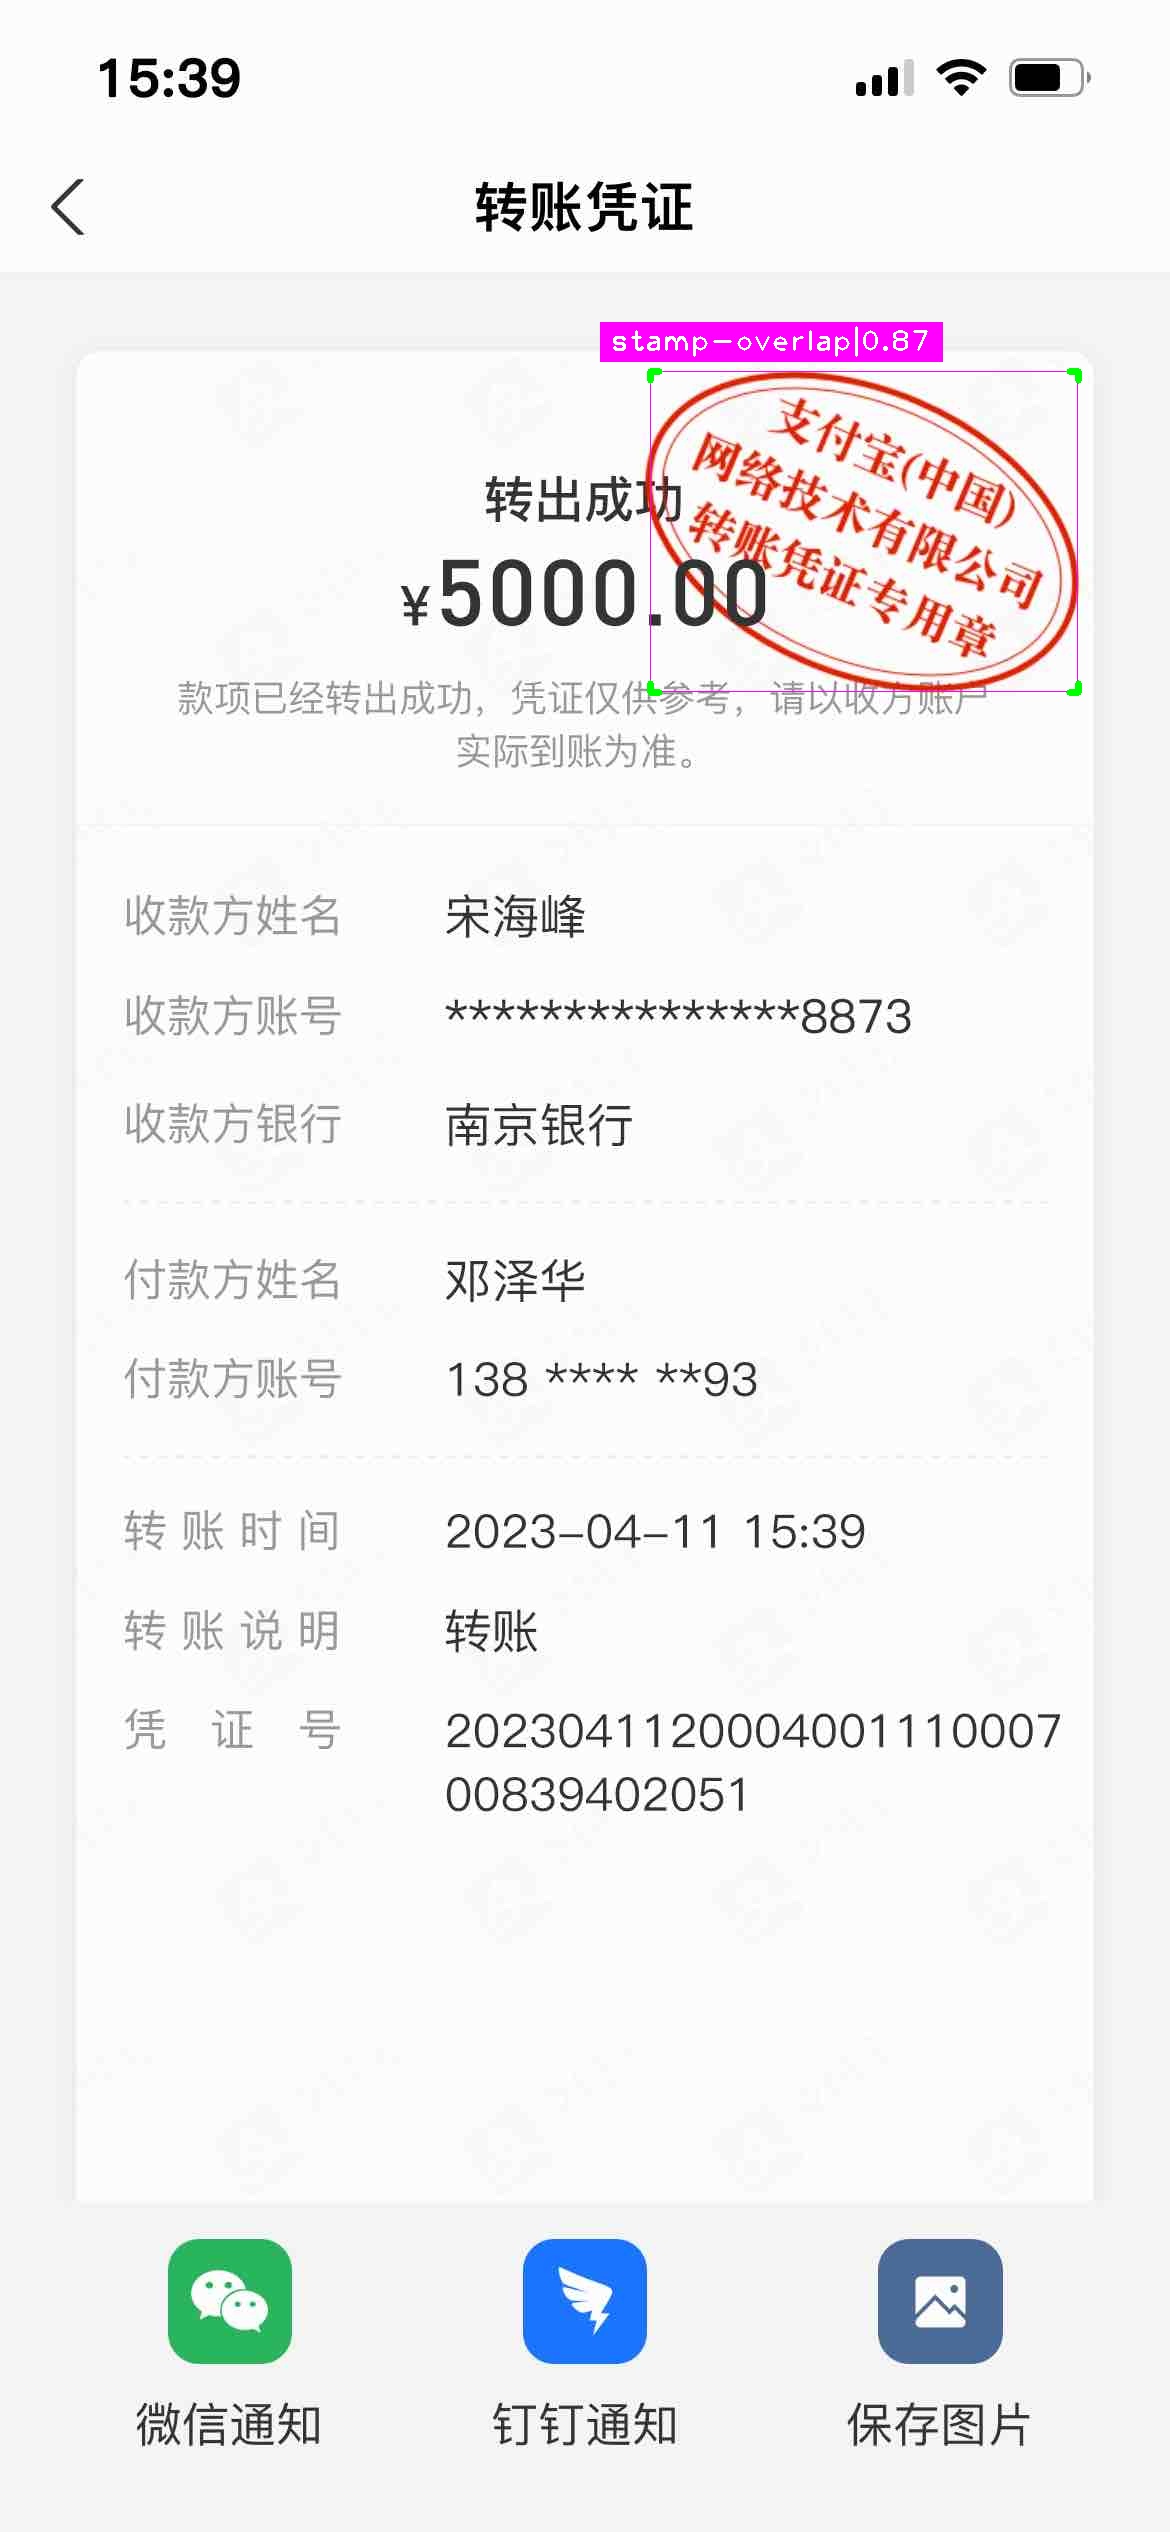 15:39
转账凭证
stamp-overlap|0.87
支付宝(中国)
网络技术有限公司
转账凭证专用章
转出成功
¥5000.00
款项已经转出成功，凭证仅供参考，请以收方账户
实际到账为准。
收款方姓名 宋海峰
收款方账号 ***************8873
收款方银行 南京银行
付款方姓名 邓泽华
付款方账号 138 **** **93
转账时间 2023-04-11 15:39
转账说明 转账
凭证号 2023041120004001110007
00839402051
微信通知 钉钉通知 保存图片